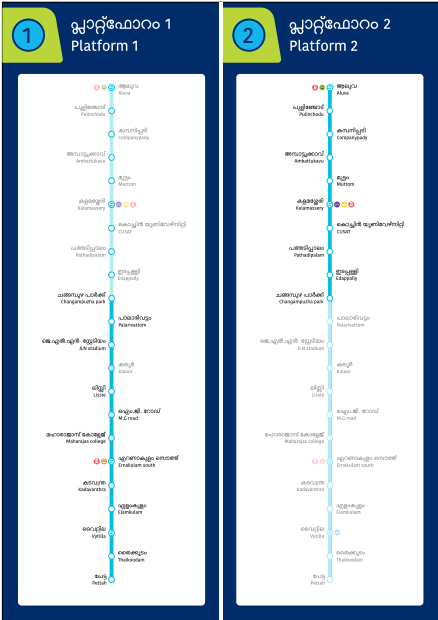 1
പ്ലാറ്റ്ഫോറം 1
Platform 1
ആലുവ
Aluva
പുളിഞ്ചോട്
Pulinchodu
കമ്പനിപ്പടി
Companypady
അമ്പാട്ടുക്കാവ്
Ambattukavu
മുട്ടം
Muttom
കളമശ്ശേരി
Kalamassery
കൊച്ചിൻ യൂണിവേഴ്സിറ്റി
CUSAT
പത്തടിപ്പാലം
Pathadipalam
ഇടപ്പള്ളി
Edappally
ചങ്ങമ്പുഴ പാർക്ക്
Changampuzha park
പാലാരിവട്ടം
Palarivattom
ജെ.എൽ.എൻ സ്റ്റേഡിയം
JLN stadium
കലൂർ
Kaloor
ലിസ്സി
Lissie
ഐം.ജി. റോഡ്
M.G road
മഹാരാജാസ് കോളേജ്
Maharajas college
എറണാകുളം സൌത്ത്
Ernakulam south
കടവന്ത്ര
Kadavanthra
എളംകുളം
Elamkulam
വൈറ്റില
Vytilla
തൈക്കൂടം
Thaikoodam
പേട്ട
Pettah
2
പ്ലാറ്റ്ഫോറം 2
Platform 2
ആലുവ
Aluva
പുളിഞ്ചോട്
Pulinchodu
കമ്പനിപ്പടി
Companypady
അമ്പാട്ടുക്കാവ്
Ambattukavu
മുട്ടം
Muttom
കളമശ്ശേരി
Kalamassery
കൊച്ചിൻ യൂണിവേഴ്സിറ്റി
CUSAT
പത്തടിപ്പാലം
Pathadipalam
ഇടപ്പള്ളി
Edappally
ചങ്ങമ്പുഴ പാർക്ക്
Changampuzha park
പാലാരിവട്ടം
Palarivattom
ജെ.എൽ.എൻ സ്റ്റേഡിയം
JLN stadium
കലൂർ
Kaloor
ലിസ്സി
Lissie
ഐം.ജി. റോഡ്
M.G road
മഹാരാജാസ് കോളേജ്
Maharajas college
എറണാകുളം സൌത്ത്
Ernakulam south
കടവന്ത്ര
Kadavanthra
എളംകുളം
Elamkulam
വൈറ്റില
Vytilla
തൈക്കൂടം
Thaikoodam
പേട്ട
Pettah